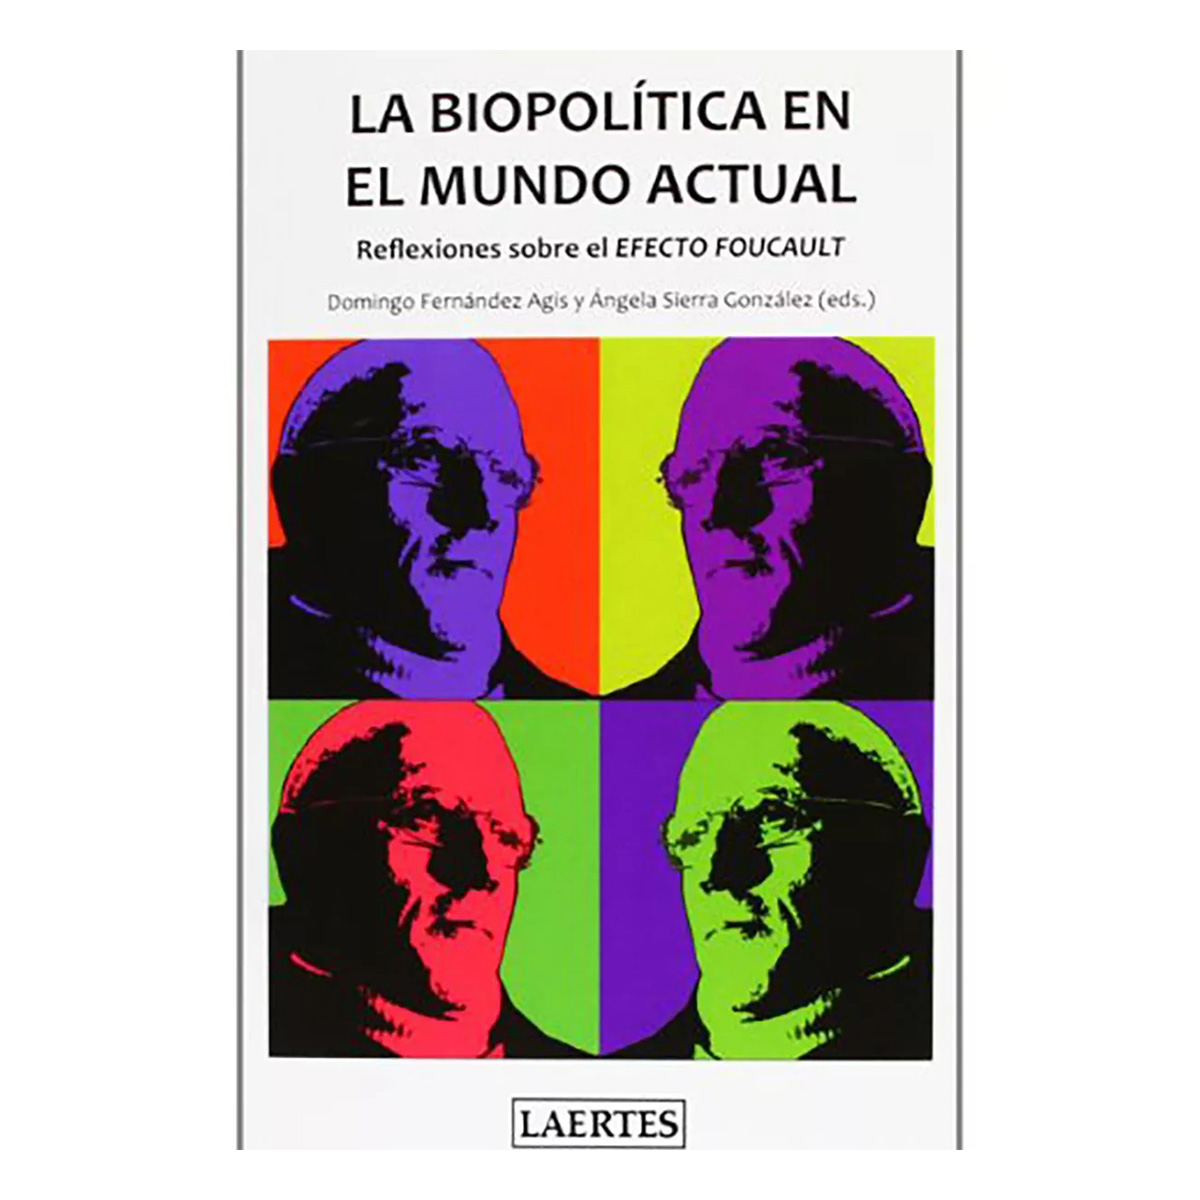 LA BIOPOLÍTICA EN
EL MUNDO ACTUAL
Reflexiones sobre el EFECTO FOUCAULT
Domingo Fernández Agis y Ángela Sierra González (eds.)
LAERTES